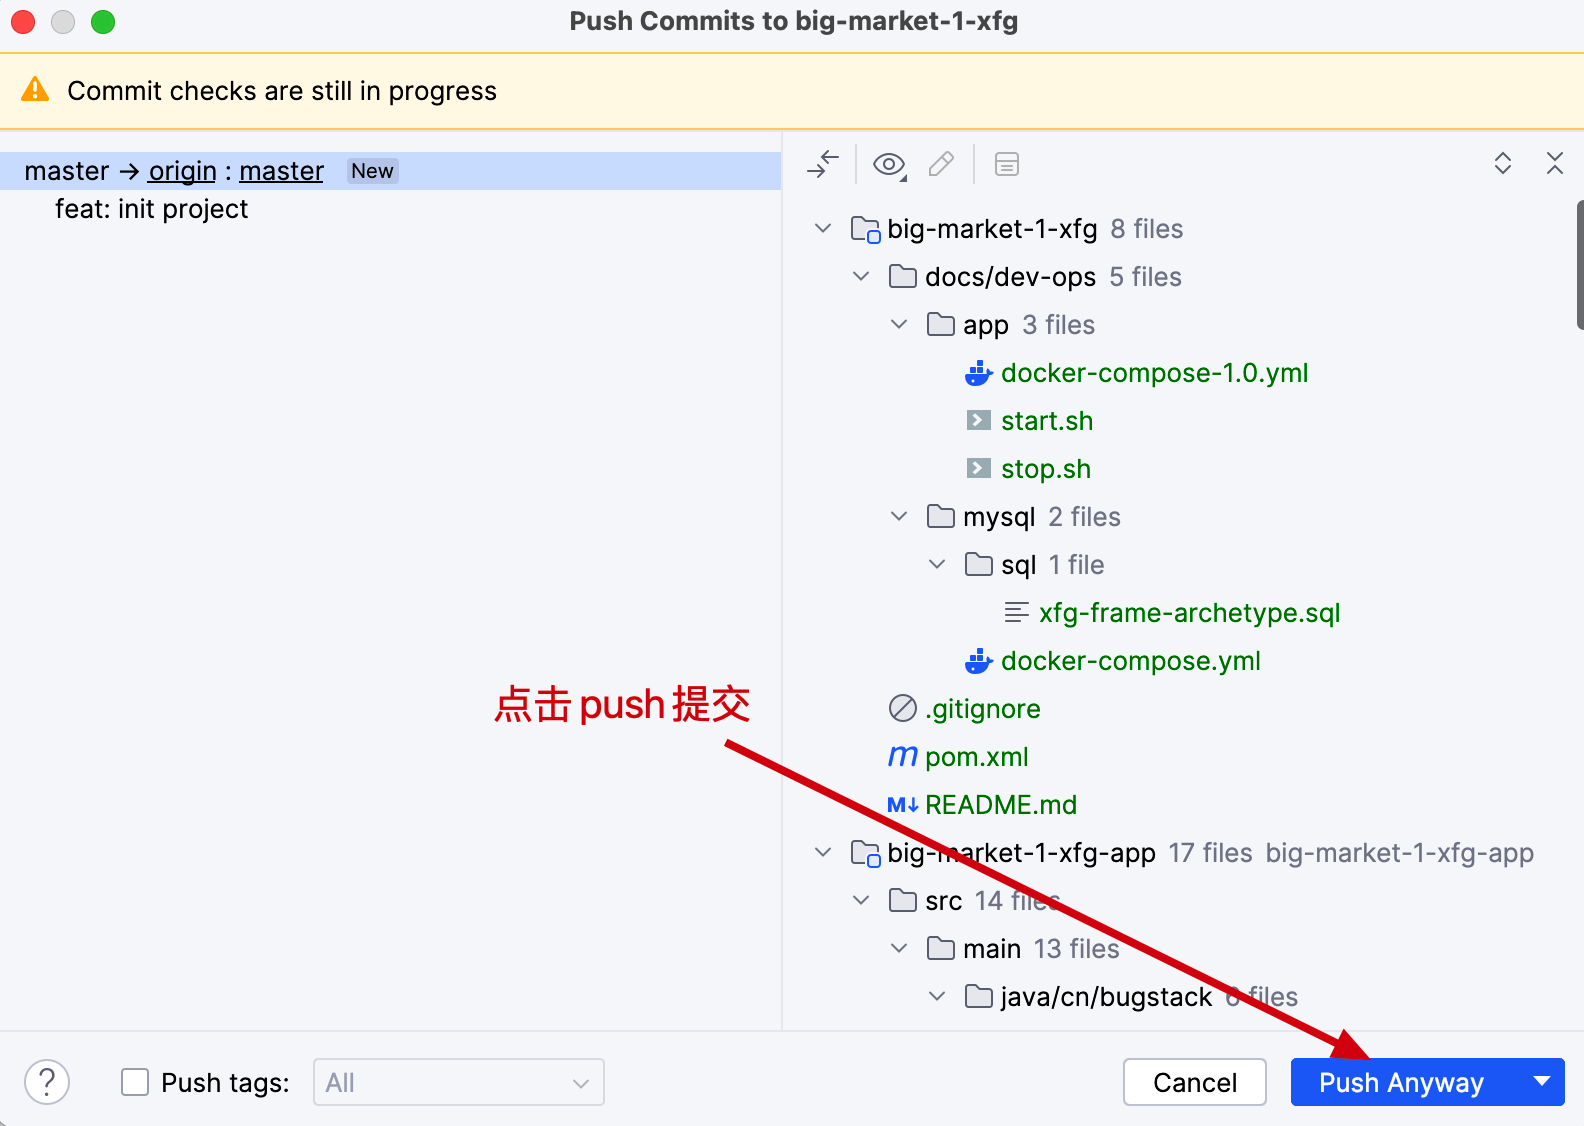 Push Commits to big-market-1-xfg
Commit checks are still in progress
master → origin : master New
feat: init project
big-market-1-xfg 8 files
docs/dev-ops 5 files
app 3 files
docker-compose-1.0.yml
start.sh
stop.sh
mysql 2 files
sql 1 file
xfg-frame-archetype.sql
docker-compose.yml
点击push提交
.gitignore
m pom.xml
M↓ README.md
big-market-1-xfg-app 17 files big-market-1-xfg-app
src 14 files
main 13 files
java/cn/bugstack 6 files
? Push tags: All Cancel Push Anyway